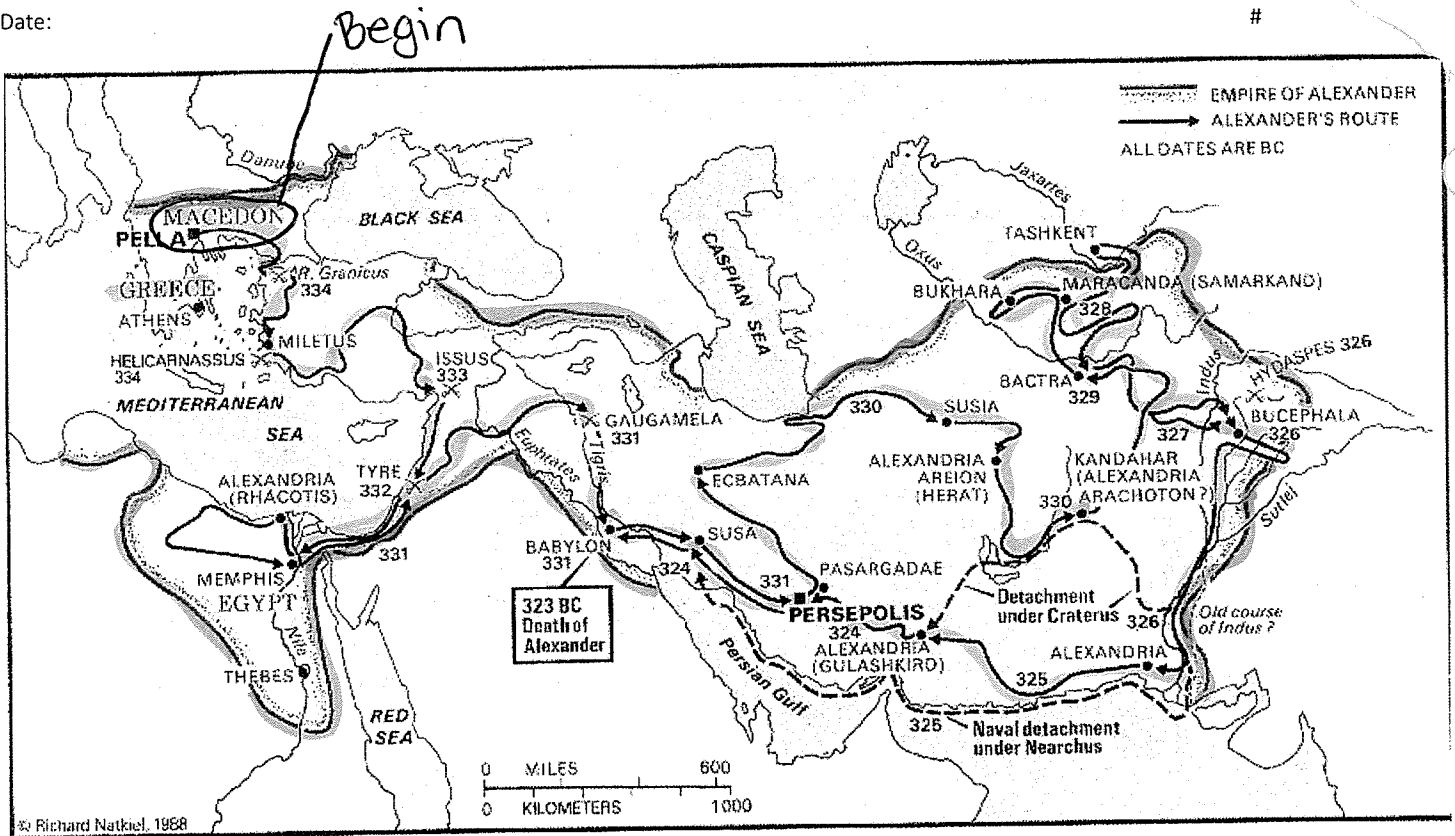 Date:
#
Begin
EMPIRE OF ALEXANDER
ALEXANDER'S ROUTE
ALL DATES ARE BC
Danube
MACEDON
PELLA
BLACK SEA
R. Granicus
334
GREECE
ATHENS
MILETUS
HELICARNASSUS
334
ISSUS
333
MEDITERRANEAN
SEA
CASPIAN SEA
Jaxartes
TASHKENT
Oxus
BUKHARA
MARACANDA (SAMARKAND)
328
BACTRA
329
Indus
HYDASPES 326
BUCEPHALA
326
327
330
SUSIA
GAUGAMELA
331
Euphrates
Tigris
TYRE
332
ALEXANDRIA
(RHACOTIS)
331
MEMPHIS
EGYPT
Nile
THEBES
RED
SEA
ECBATANA
ALEXANDRIA
AREION
(HERAT)
KANDAHAR
(ALEXANDRIA
ARACHOTON?)
330
Sutlej
BABYLON
331
SUSA
324
331
PASARGADAE
PERSEPOLIS
324
323 BC
Death of
Alexander
ALEXANDRIA
(GULASHKIRD)
Detachment
under Craterus
326
Old course
of Indus?
ALEXANDRIA
325
Persian Gulf
325
Naval detachment
under Nearchus
0 MILES 600
0 KILOMETERS 1000
© Richard Natkiel, 1988